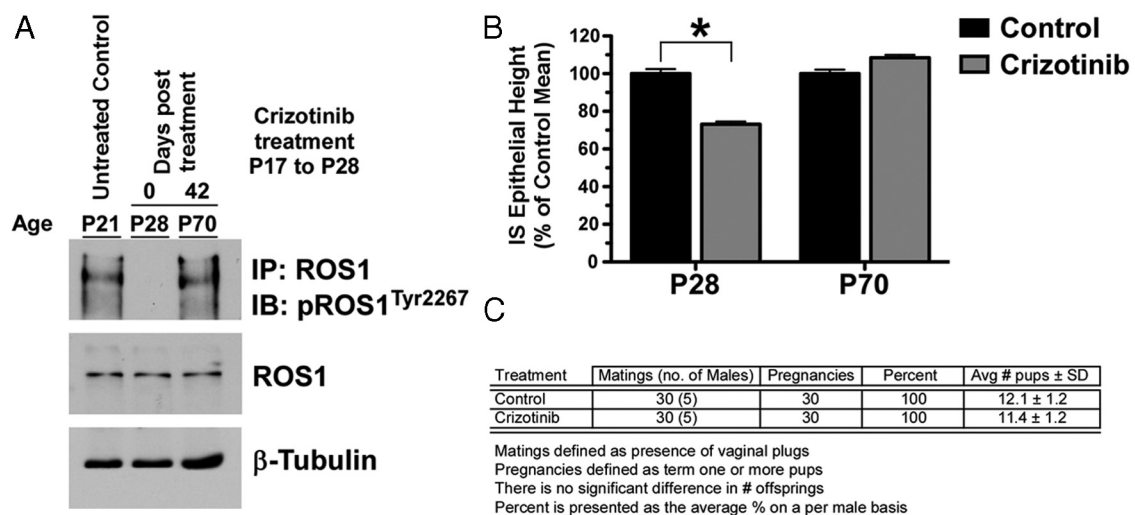 A
Untreated Control
Days post
treatment
0 42
Age P21 P28 P70
Crizotinib
treatment
P17 to P28
IP: ROS1
IB: pROS1Tyr2267
ROS1
β-Tubulin
B
IS Epithelial Height
(% of Control Mean)
120
100
80
60
40
20
0
*
P28 P70
Control
Crizotinib
C
Treatment Matings (no. of Males) Pregnancies Percent Avg # pups ± SD
Control 30 (5) 30 100 12.1 ± 1.2
Crizotinib 30 (5) 30 100 11.4 ± 1.2
Matings defined as presence of vaginal plugs
Pregnancies defined as term one or more pups
There is no significant difference in # offsprings
Percent is presented as the average % on a per male basis